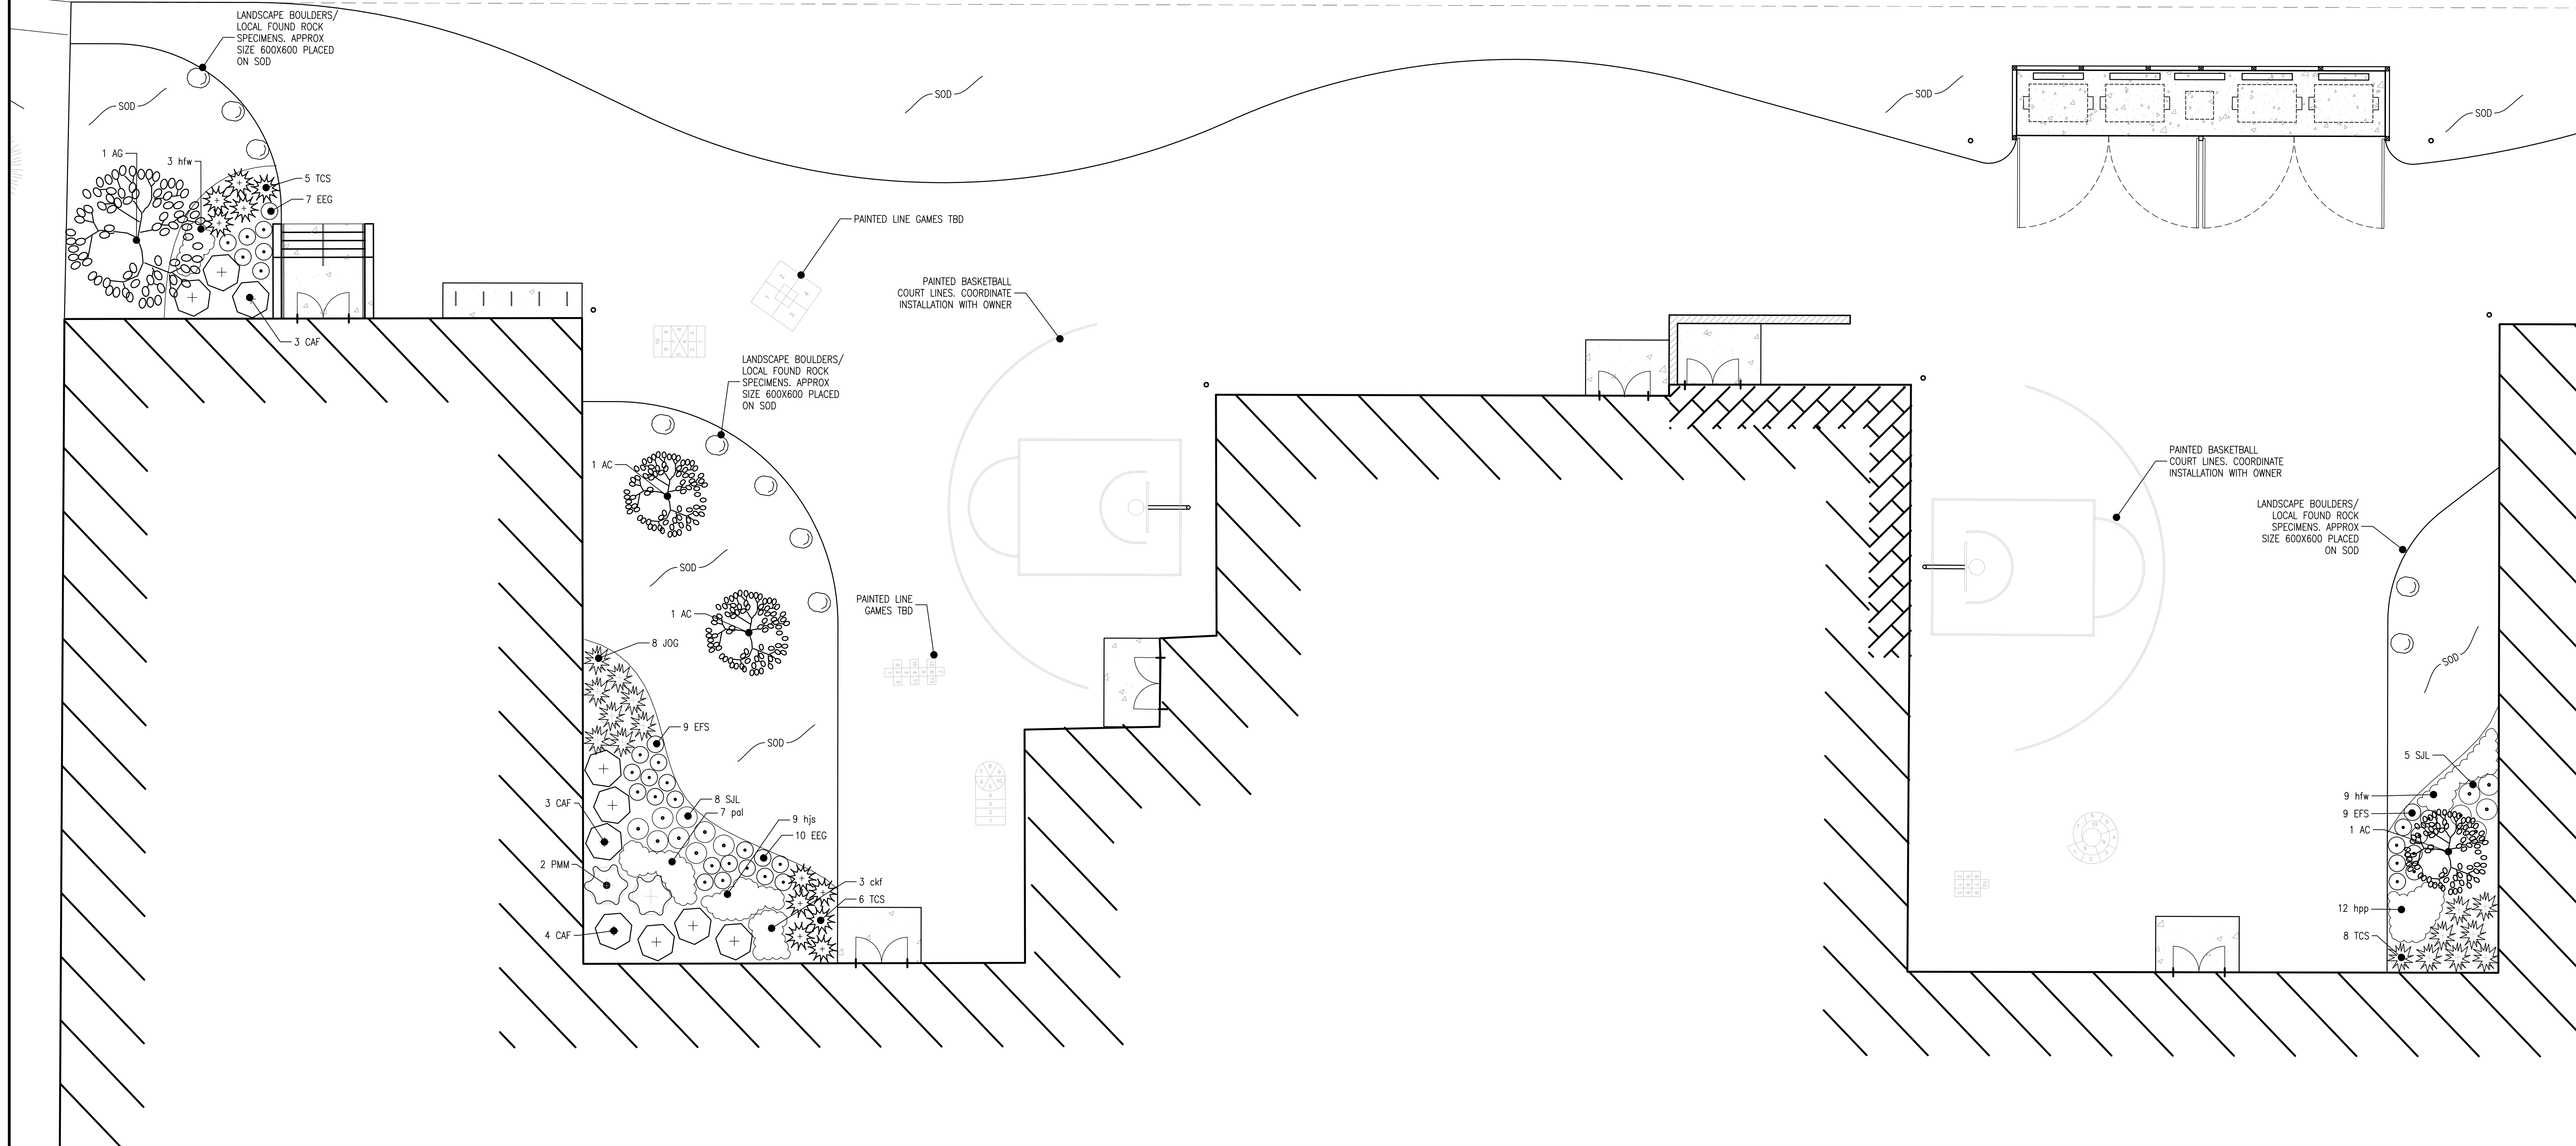 LANDSCAPE BOULDERS/
LOCAL FOUND ROCK
SPECIMENS. APPROX
SIZE 600X600 PLACED
ON SOD
SOD
1 AG
3 hfw
5 TCS
7 EEG
3 CAF
SOD
SOD
SOD
PAINTED LINE GAMES TBD
PAINTED BASKETBALL
COURT LINES. COORDINATE
INSTALLATION WITH OWNER
LANDSCAPE BOULDERS/
LOCAL FOUND ROCK
SPECIMENS. APPROX
SIZE 600X600 PLACED
ON SOD
1 AC
SOD
1 AC
PAINTED LINE
GAMES TBD
8 JOG
9 EFS
SOD
3 CAF
8 SJL
7 pal
9 hjs
10 EEG
2 PMM
3 ckf
6 TCS
4 CAF
PAINTED BASKETBALL
COURT LINES. COORDINATE
INSTALLATION WITH OWNER
LANDSCAPE BOULDERS/
LOCAL FOUND ROCK
SPECIMENS. APPROX
SIZE 600X600 PLACED
ON SOD
SOD
5 SJL
9 hfw
9 EFS
1 AC
12 hpp
8 TCS